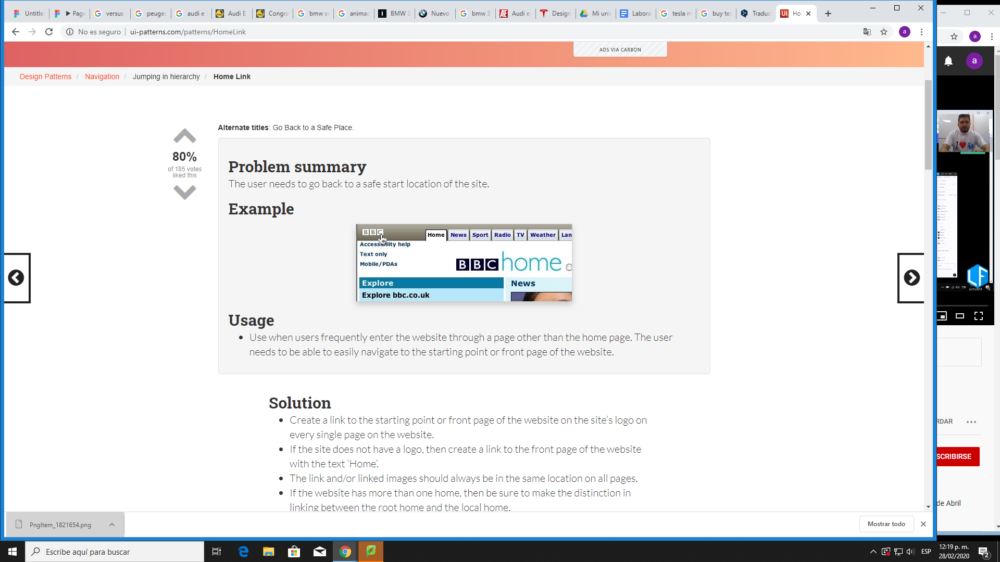 Untitle
Page
versus
peuge
audi e
Audi E
Congra
bmw se
animac
BMW 3
Nuevo
bmw 3
Audi e
Design
Mi unid
Labora
tesla m
buy tes
Traduc
Ho
No es seguro
ui-patterns.com/patterns/HomeLink
a
a
ADS VIA CARBON
Design Patterns / Navigation / Jumping in hierarchy / Home Link
a
Alternate titles: Go Back to a Safe Place.
80%
of 185 votes
liked this
Problem summary
The user needs to go back to a safe start location of the site.
Example
BBC
Home News Sport Radio TV Weather Lan
Accessibility help
Text only
Mobile/PDAs
BBC home
Explore
News
Explore bbc.co.uk
I LF
LF
Usage
• Use when users frequently enter the website through a page other than the home page. The user
needs to be able to easily navigate to the starting point or front page of the website.
Solution
• Create a link to the starting point or front page of the website on the site’s logo on
every single page on the website.
• If the site does not have a logo, then create a link to the front page of the website
with the text ‘Home’.
• The link and/or linked images should always be in the same location on all pages.
• If the website has more than one home, then be sure to make the distinction in
linking between the root home and the local home.
RDAR
SCRIBIRSE
de Abril
PngItem_1821654.png
Mostrar todo
Escribe aquí para buscar
ESP
12:19 p. m.
28/02/2020
2